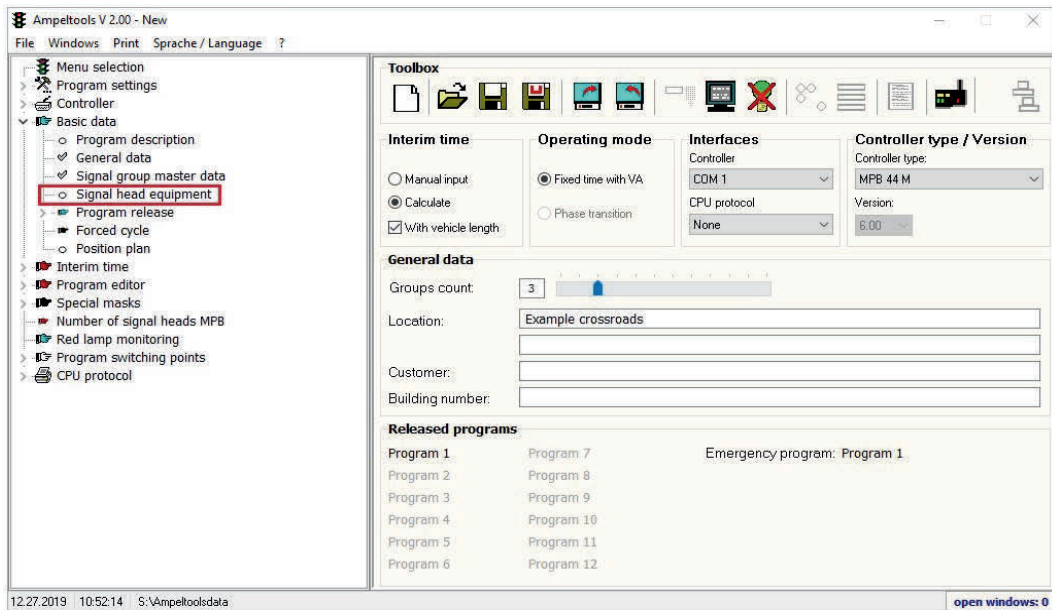 Ampeltools V 2.00 - New
File Windows Print Sprache / Language ?
Menu selection
Program settings
Controller
Basic data
Program description
General data
Signal group master data
Signal head equipment
Program release
Forced cycle
Position plan
Interim time
Program editor
Special masks
Number of signal heads MPB
Red lamp monitoring
Program switching points
CPU protocol
Toolbox
Interim time
Manual input
Calculate
With vehicle length
Operating mode
Fixed time with VA
Phase transition
Interfaces
Controller
COM 1
CPU protocol
None
Controller type / Version
Controller type:
MPB 44 M
Version:
6.00
General data
Groups count: 3
Location: Example crossroads
Customer:
Building number:
Released programs
Program 1 Program 7 Emergency program: Program 1
Program 2 Program 8
Program 3 Program 9
Program 4 Program 10
Program 5 Program 11
Program 6 Program 12
12.27.2019 10:52:14 S:\Ampeltoolsdata open windows: 0